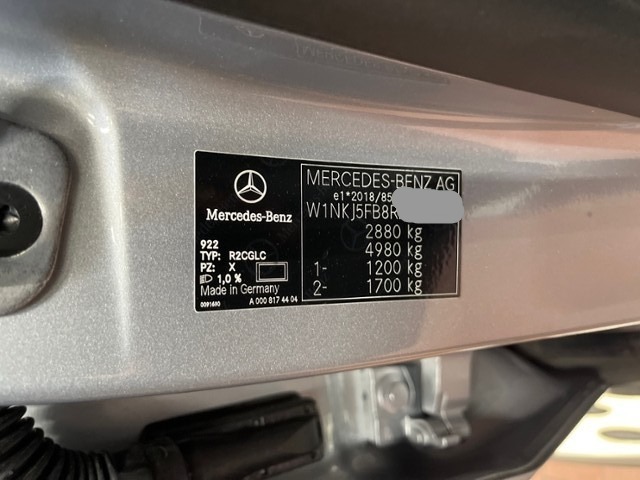 Mercedes-Benz
922
TYP: R2CGLC
PZ: X
1,0 %
Made in Germany
0091690
A 000 817 44 04
MERCEDES-BENZ AG
e1*2018/85
W1NKJ5FB8R
2880 kg
4980 kg
1- 1200 kg
2- 1700 kg